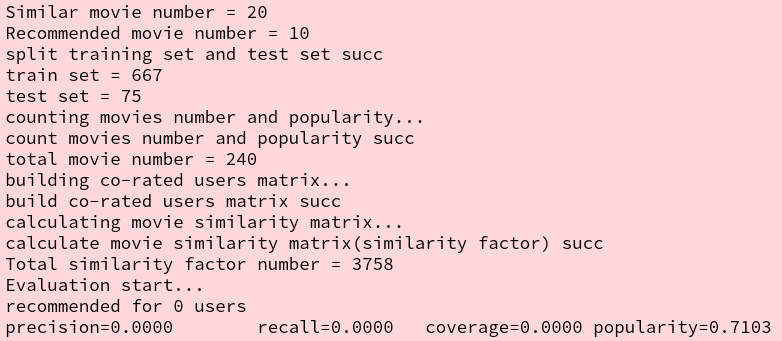 Similar movie number = 20
Recommended movie number = 10
split training set and test set succ
train set = 667
test set = 75
counting movies number and popularity...
count movies number and popularity succ
total movie number = 240
building co-rated users matrix...
build co-rated users matrix succ
calculating movie similarity matrix...
calculate movie similarity matrix(similarity factor) succ
Total similarity factor number = 3758
Evaluation start...
recommended for 0 users
precision=0.0000        recall=0.0000   coverage=0.0000 popularity=0.7103